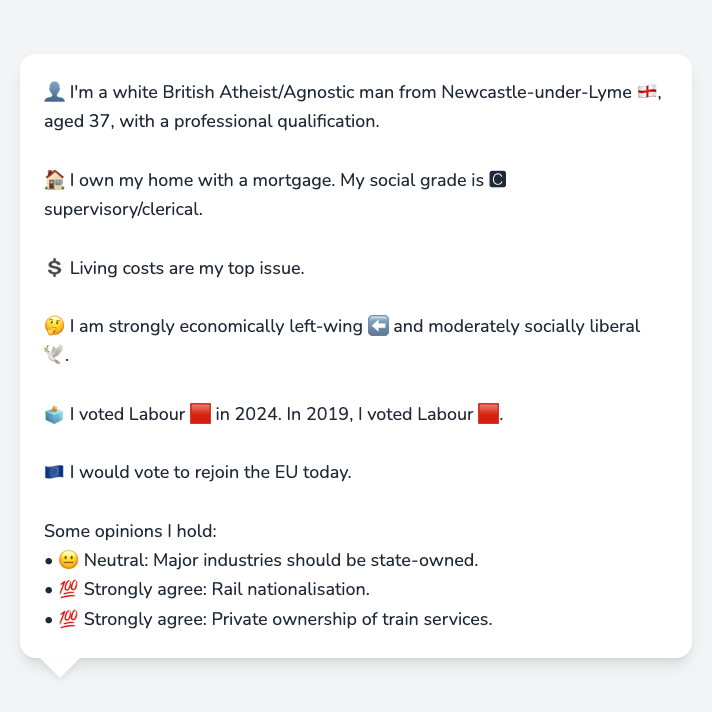 👤 I'm a white British Atheist/Agnostic man from Newcastle-under-Lyme 🏴󠁧󠁢󠁥󠁮󠁧󠁿,
aged 37, with a professional qualification.
🏠 I own my home with a mortgage. My social grade is 🅲
supervisory/clerical.
💲 Living costs are my top issue.
🤔 I am strongly economically left-wing ⬅️ and moderately socially liberal
🕊️.
🗳️ I voted Labour 🟥 in 2024. In 2019, I voted Labour 🟥.
🇪🇺 I would vote to rejoin the EU today.
Some opinions I hold:
• 😐 Neutral: Major industries should be state-owned.
• 💯 Strongly agree: Rail nationalisation.
• 💯 Strongly agree: Private ownership of train services.